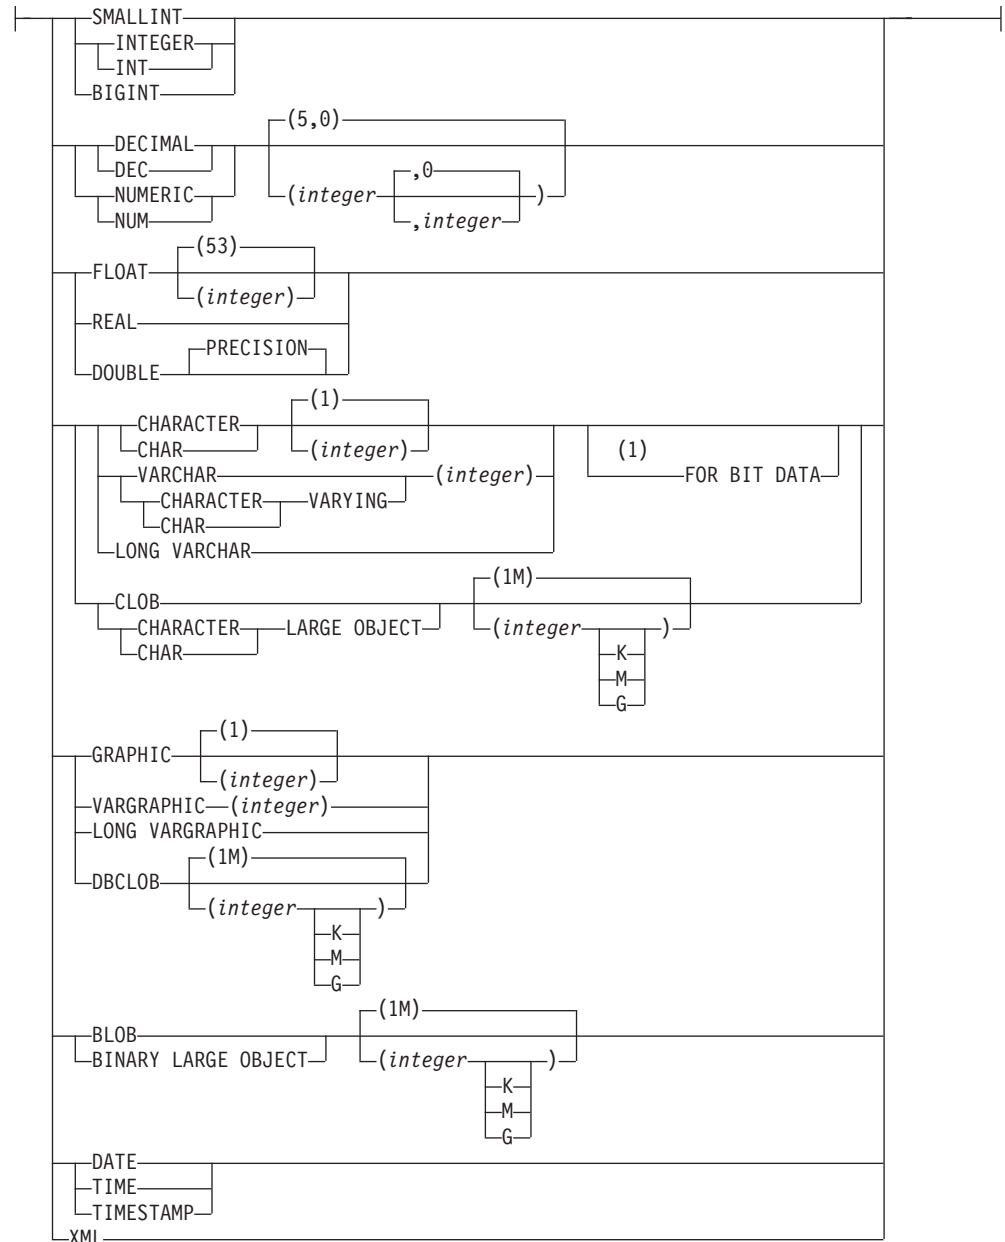 SMALLINT
INTEGER
INT
BIGINT
(5,0)
DECIMAL
DEC
(integer ,0 )
NUMERIC
NUM
,integer
(53)
FLOAT
(integer)
REAL
PRECISION
DOUBLE
(1)
CHARACTER
CHAR
(integer)
(1)
VARCHAR
(integer)
FOR BIT DATA
CHARACTER VARYING
CHAR
LONG VARCHAR
(1M)
CLOB
CHARACTER LARGE OBJECT
(integer )
CHAR
K
M
G
(1)
GRAPHIC
(integer)
VARGRAPHIC (integer)
LONG VARGRAPHIC
(1M)
DBCLOB
(integer )
K
M
G
(1M)
BLOB
BINARY LARGE OBJECT
(integer )
K
M
G
DATE
TIME
TIMESTAMP
XML